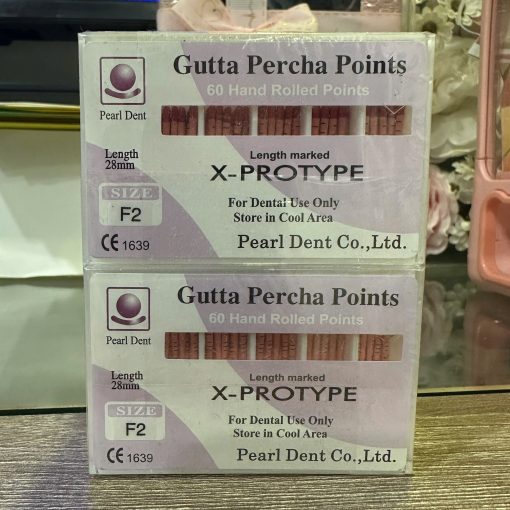 Gutta Percha Points
60 Hand Rolled Points
Pearl Dent
Length
28mm
Length marked
X-PROTYPE
SIZE
F2
For Dental Use Only
Store in Cool Area
CE 1639
Pearl Dent Co.,Ltd.
Gutta Percha Points
60 Hand Rolled Points
Pearl Dent
Length
28mm
Length marked
X-PROTYPE
SIZE
F2
For Dental Use Only
Store in Cool Area
CE 1639
Pearl Dent Co.,Ltd.